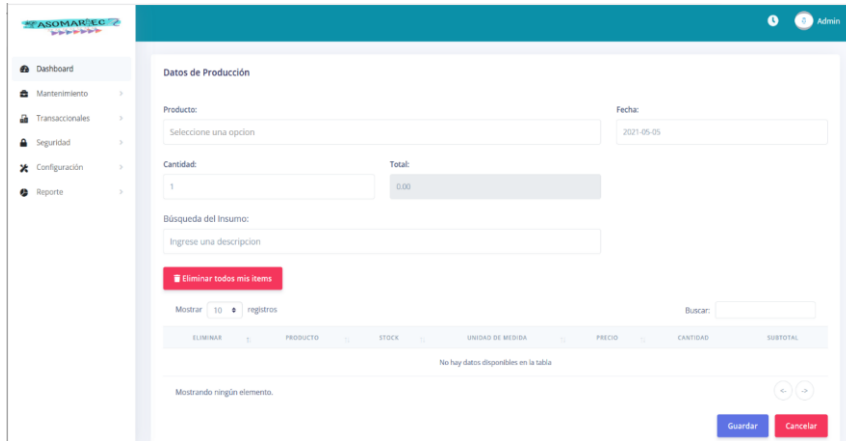 ASOMARTEC
0 Admin
Dashboard
Mantenimiento
Transaccionales
Seguridad
Configuración
Reporte
Datos de Producción
Producto: Fecha:
Seleccione una opcion 2021-05-05
Cantidad: Total:
1 0.00
Búsqueda del Insumo:
Ingrese una descripcion
Eliminar todos mis items
Mostrar 10 registros Buscar:
ELIMINAR PRODUCTO STOCK UNIDAD DE MEDIDA PRECIO CANTIDAD SUBTOTAL
No hay datos disponibles en la tabla
Mostrando ningún elemento.
<- ->
Guardar Cancelar